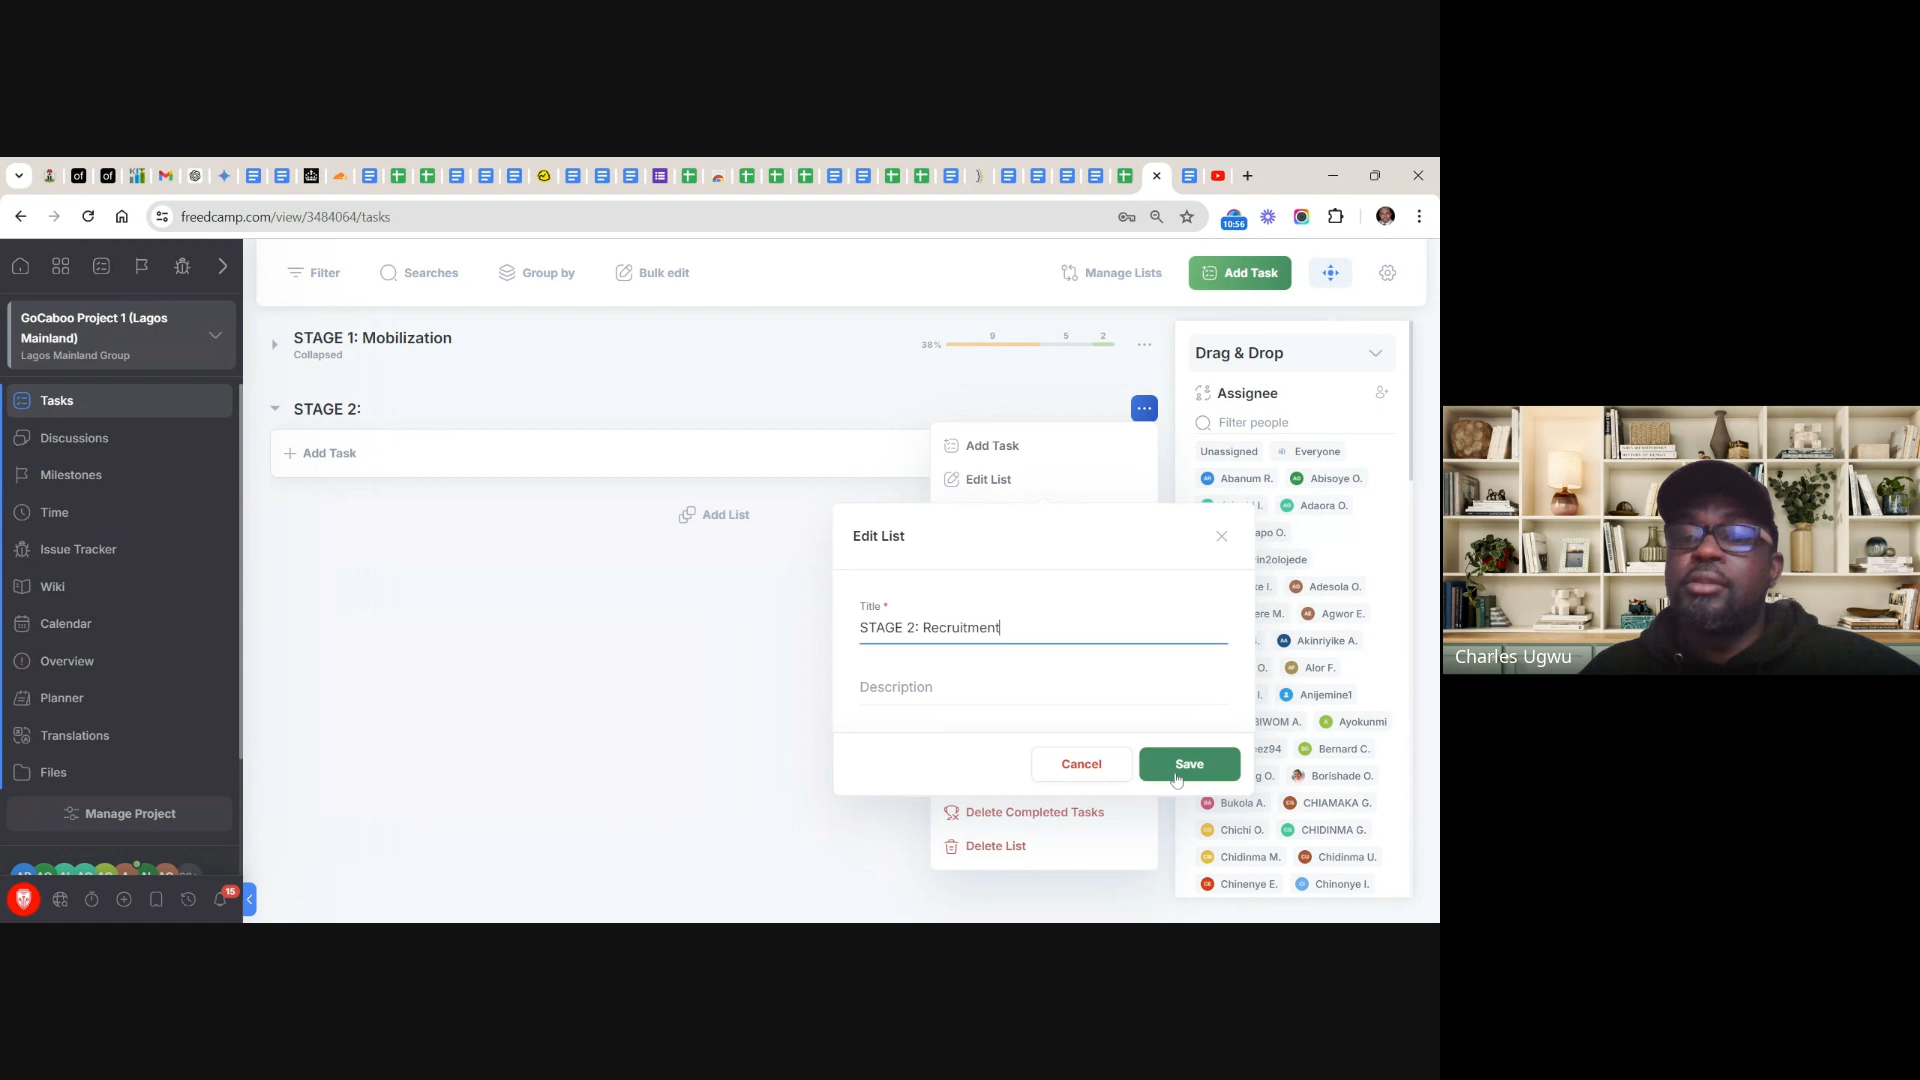 freedcamp.com/view/3484064/tasks
10:56
GoCaboo Project 1 (Lagos
Mainland)
Lagos Mainland Group
Tasks
Discussions
Milestones
Time
Issue Tracker
Wiki
Calendar
Overview
Planner
Translations
Files
Manage Project
15
Filter
Searches
Group by
Bulk edit
Manage Lists
Add Task
STAGE 1: Mobilization
Collapsed
38%
9
5
2
STAGE 2:
Add Task
Add List
Add Task
Edit List
Edit List
Title *
STAGE 2: Recruitment
Description
Cancel
Save
Delete Completed Tasks
Delete List
Drag & Drop
Assignee
Filter people
Unassigned
Everyone
Abanum R.
Abisoye O.
Adaora O.
apo O.
in2olojede
Adesola O.
ere M.
Agwor E.
Akinriyike A.
O.
Alor F.
Anijemine1
BIWOM A.
Ayokunmi
ez94
Bernard C.
g O.
Borishade O.
Bukola A.
CHIAMAKA G.
Chichi O.
CHIDINMA G.
Chidinma M.
Chidinma U.
Chinenye E.
Chinonye I.
Charles Ugwu